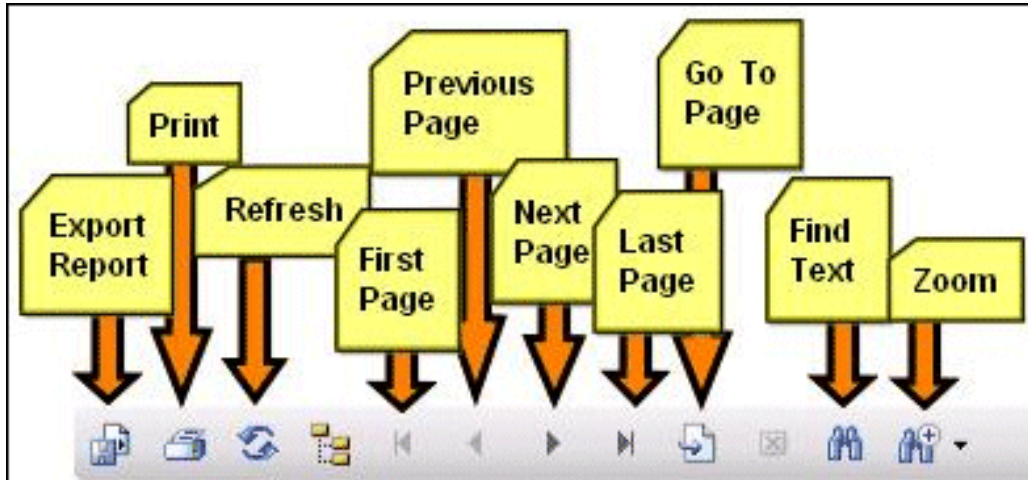 Export
Report
Print
Refresh
First
Page
Previous
Page
Next
Page
Last
Page
Go To
Page
Find
Text
Zoom